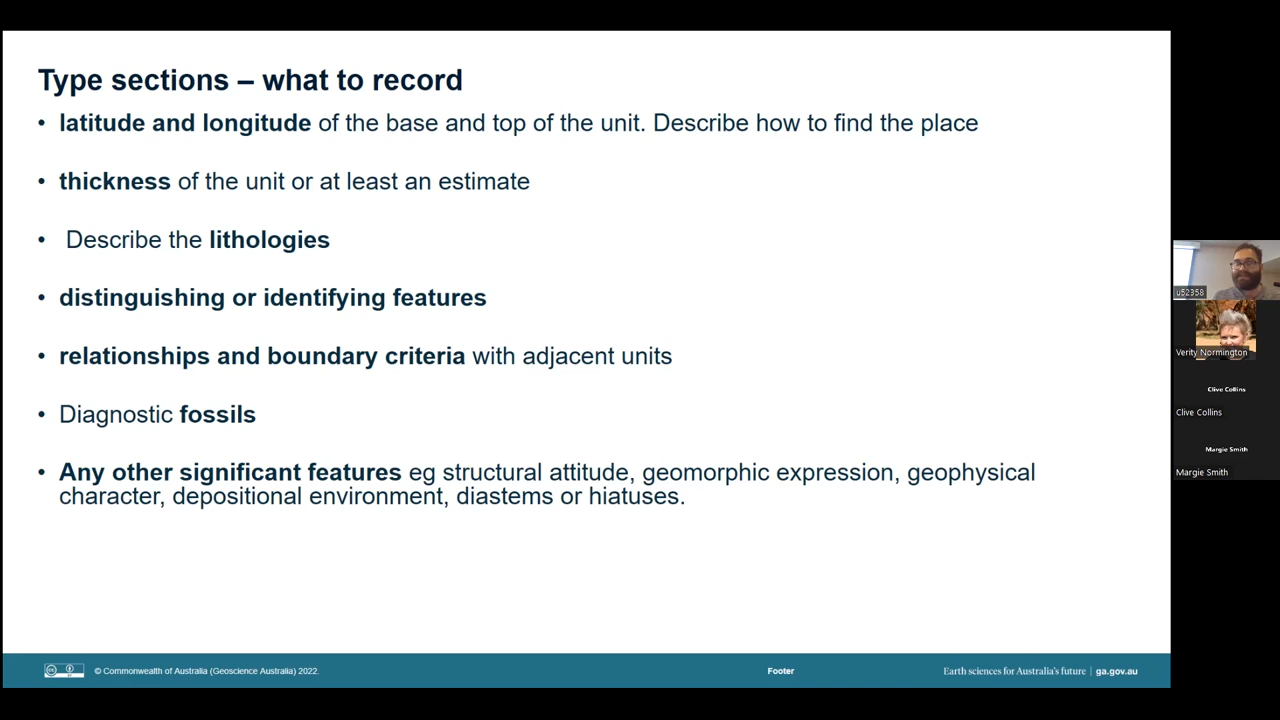 Type sections – what to record
• latitude and longitude of the base and top of the unit. Describe how to find the place
• thickness of the unit or at least an estimate
• Describe the lithologies
• distinguishing or identifying features
• relationships and boundary criteria with adjacent units
• Diagnostic fossils
• Any other significant features eg structural attitude, geomorphic expression, geophysical
character, depositional environment, diastems or hiatuses.
u52358
Verity Normington
Clive Collins
Clive Collins
Margie Smith
Margie Smith
© Commonwealth of Australia (Geoscience Australia) 2022.
Footer
Earth sciences for Australia's future | ga.gov.au